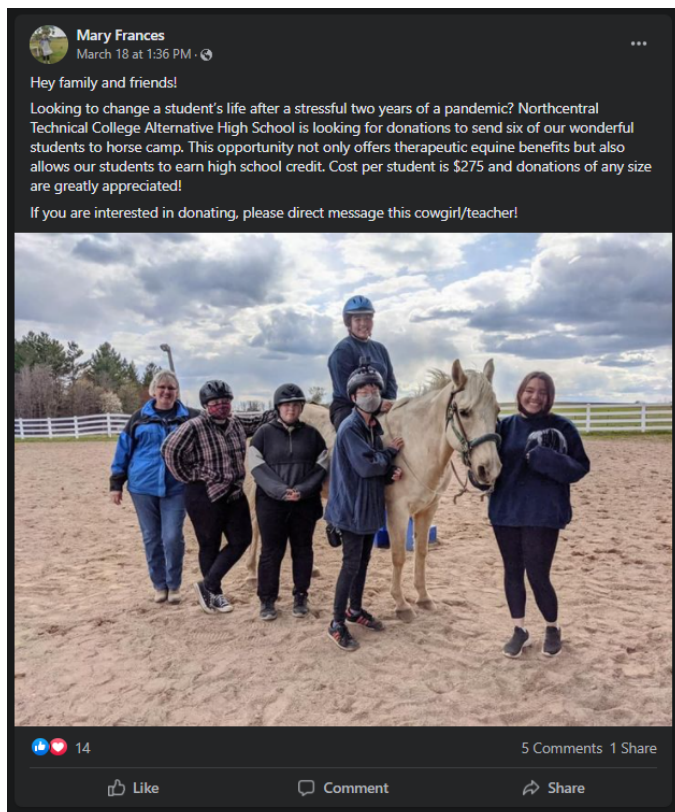 Mary Frances
March 18 at 1:36 PM ·
Hey family and friends!
Looking to change a student's life after a stressful two years of a pandemic? Northcentral
Technical College Alternative High School is looking for donations to send six of our wonderful
students to horse camp. This opportunity not only offers therapeutic equine benefits but also
allows our students to earn high school credit. Cost per student is $275 and donations of any size
are greatly appreciated!
If you are interested in donating, please direct message this cowgirl/teacher!
14
5 Comments 1 Share
Like
Comment
Share